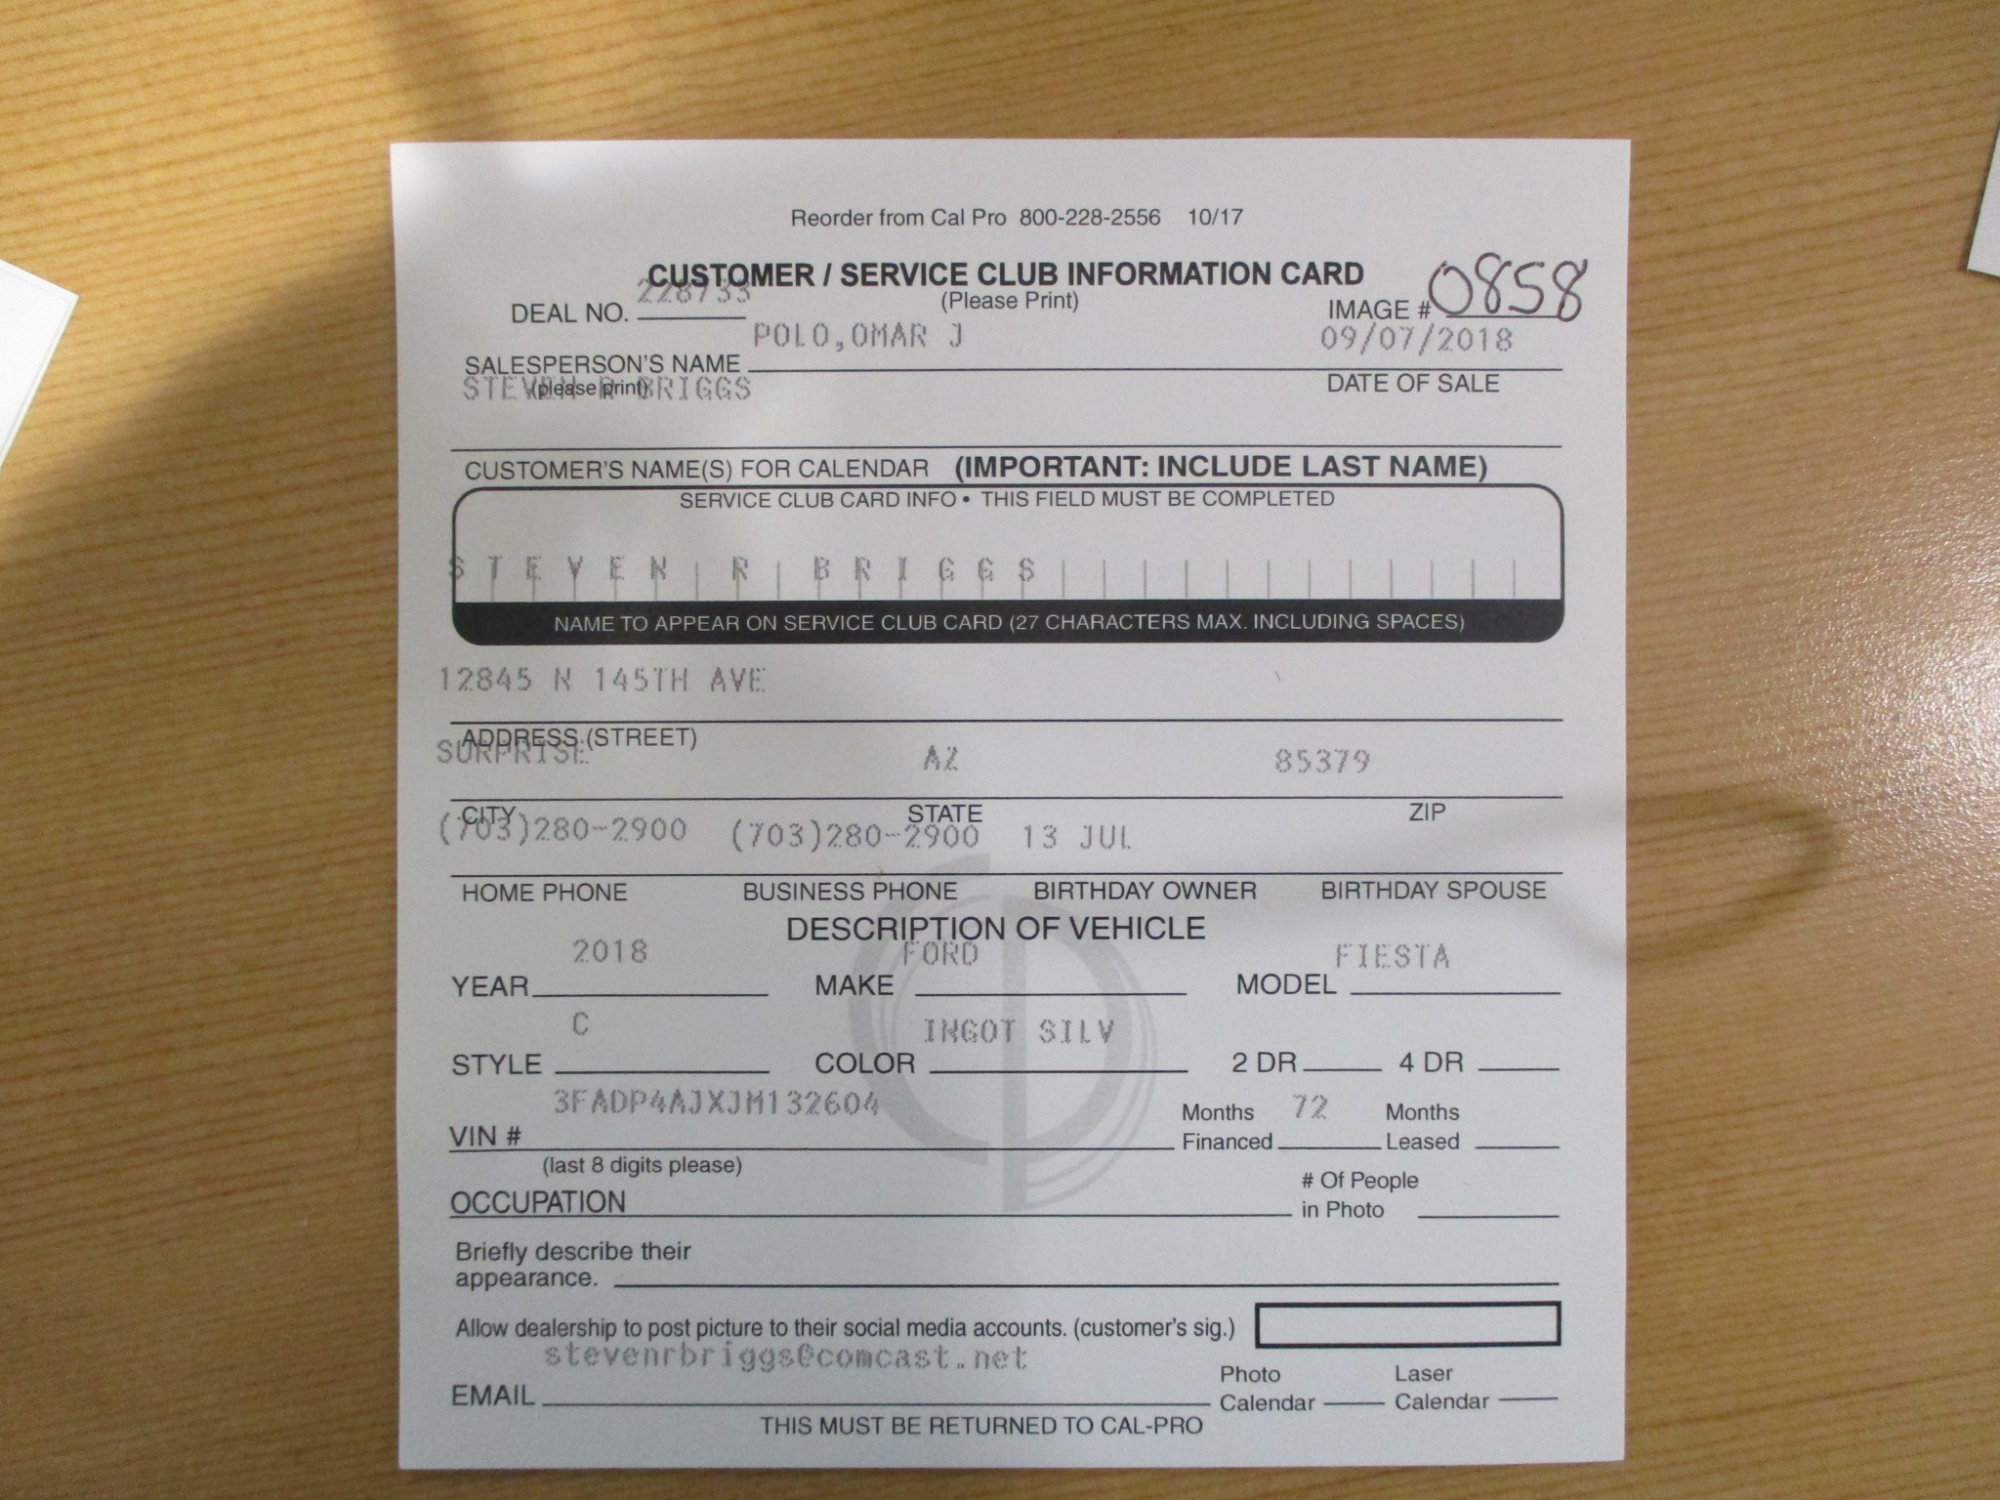 Reorder from Cal Pro 800-228-2556 10/17
CUSTOMER / SERVICE CLUB INFORMATION CARD
DEAL NO. 228733 (Please Print) IMAGE # 0858
POLO,OMAR J 09/07/2018
SALESPERSON'S NAME
(please print) DATE OF SALE
STEVEN R BRIGGS
CUSTOMER'S NAME(S) FOR CALENDAR (IMPORTANT: INCLUDE LAST NAME)
SERVICE CLUB CARD INFO • THIS FIELD MUST BE COMPLETED
STEVEN R BRIGGS
NAME TO APPEAR ON SERVICE CLUB CARD (27 CHARACTERS MAX. INCLUDING SPACES)
12845 N 145TH AVE
ADDRESS (STREET)
SURPRISE AZ 85379
CITY STATE ZIP
(703)280-2900 (703)280-2900 13 JUL
HOME PHONE BUSINESS PHONE BIRTHDAY OWNER BIRTHDAY SPOUSE
DESCRIPTION OF VEHICLE
2018 FORD FIESTA
YEAR MAKE MODEL
C INGOT SILV
STYLE COLOR 2 DR 4 DR
3FADP4AJXJM132604
VIN # Months Financed 72 Months Leased
(last 8 digits please)
OCCUPATION # Of People in Photo
Briefly describe their
appearance.
Allow dealership to post picture to their social media accounts. (customer's sig.)
stevenrbriggs@comcast.net
EMAIL Photo Calendar Laser Calendar
THIS MUST BE RETURNED TO CAL-PRO